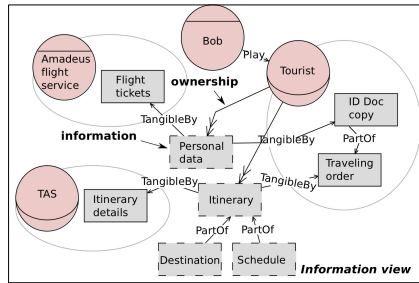 Bob
Play
Amadeus
flight
service
Flight
tickets
Tourist
ownership
ID Doc
copy
TangibleBy
information
Personal
data
TangibleBy
PartOf
Traveling
order
TAS
TangibleBy
Itinerary
details
Itinerary
TangibleBy
PartOf
PartOf
Destination
Schedule
Information view